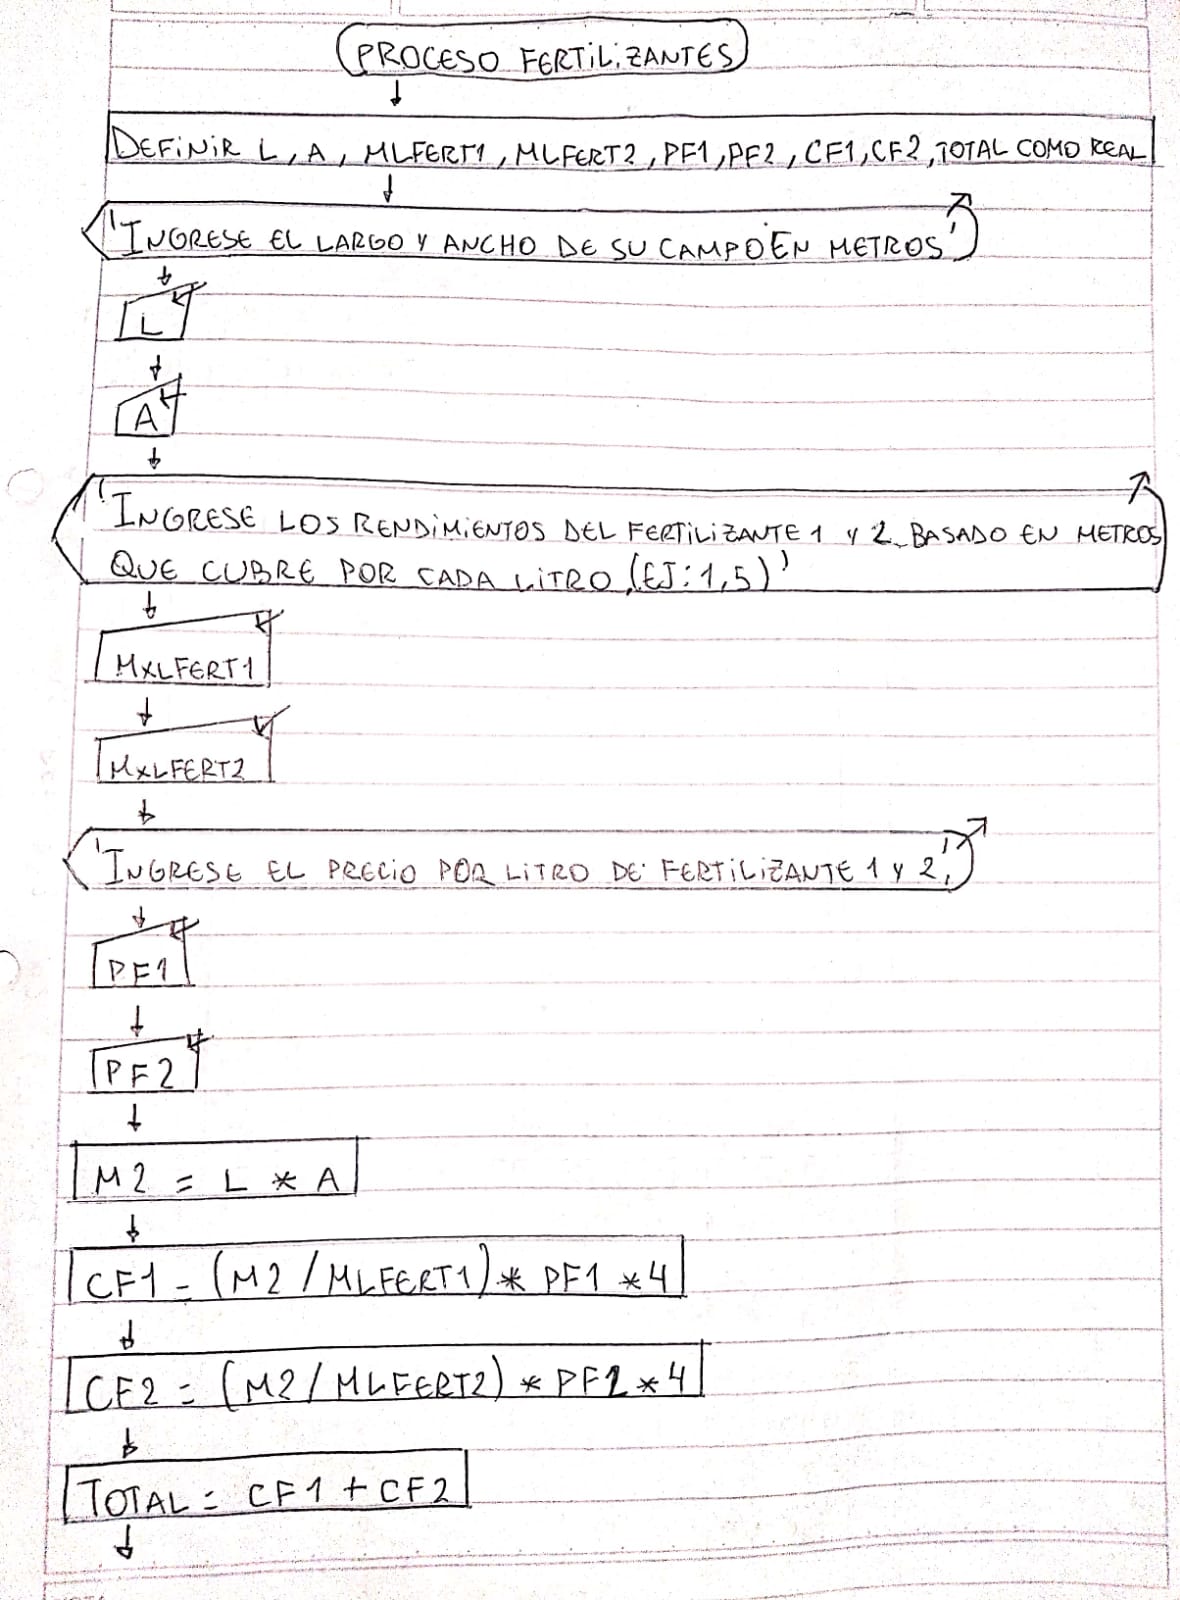 PROCESO FERTILIZANTES
DEFINIR L, A, MLFERT1, MLFERT2, PF1, PF2, CF1, CF2, TOTAL COMO REAL
'INGRESE EL LARGO Y ANCHO DE SU CAMPO EN METROS'
L
A
'INGRESE LOS RENDIMIENTOS DEL FERTILIZANTE 1 Y 2 BASADO EN METROS
QUE CUBRE POR CADA LITRO (EJ: 1,5)'
MXLFERT1
MXLFERT2
'INGRESE EL PRECIO POR LITRO DE FERTILIZANTE 1 Y 2'
PF1
PF2
M2 = L * A
CF1 = (M2 / MLFERT1) * PF1 * 4
CF2 = (M2 / MLFERT2) * PF2 * 4
TOTAL = CF1 + CF2